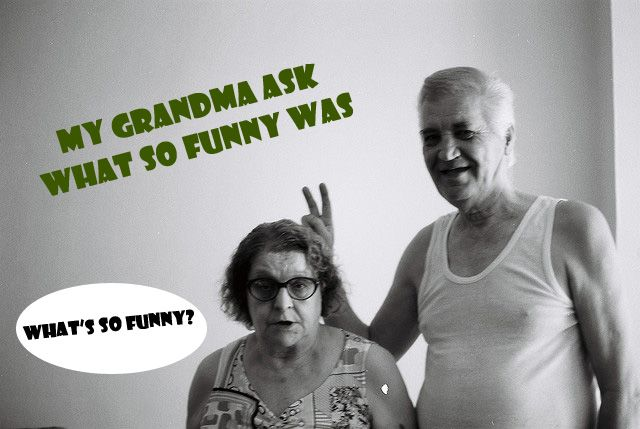 MY GRANDMA ASK
WHAT SO FUNNY WAS
WHAT'S SO FUNNY?